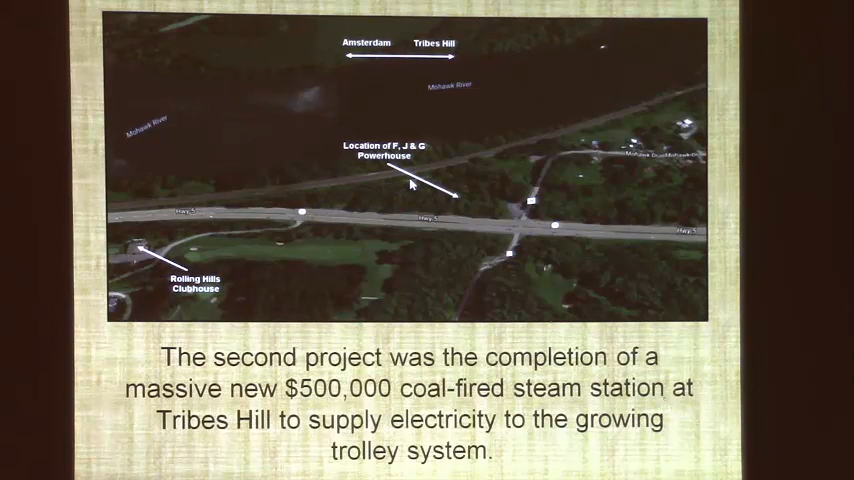 Amsterdam Tribes Hill
Mohawk River
Mohawk River
Location of F, J & G
Powerhouse
Hwy 5
Hwy 5
Hwy 5
Rolling Hills
Clubhouse
The second project was the completion of a
massive new $500,000 coal-fired steam station at
Tribes Hill to supply electricity to the growing
trolley system.